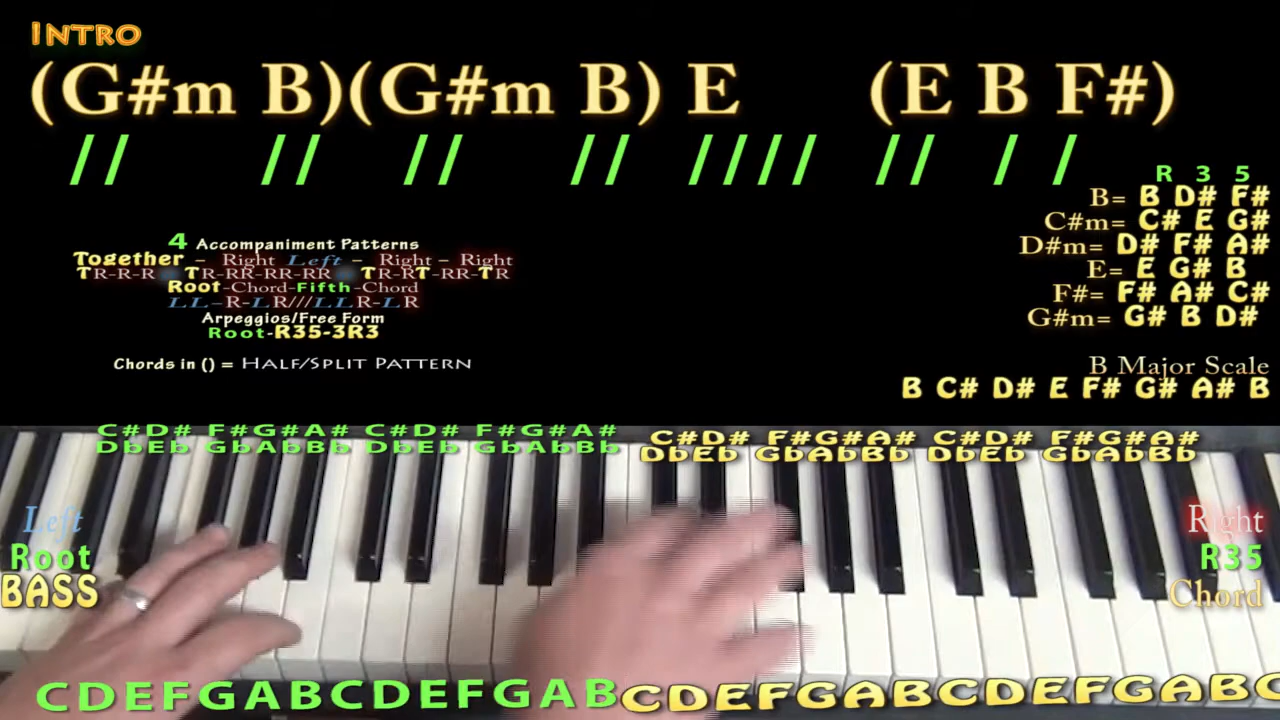 INTRO
(G#m B)(G#m B) E (E B F#)
// // // // //// // / /
R 3 5
B= B D# F#
C#m= C# E G#
D#m= D# F# A#
E= E G# B
F#= F# A# C#
G#m= G# B D#
B Major Scale
B C# D# E F# G# A# B
4 Accompaniment Patterns
Together - Right Left - Right - Right
TR-R-R TR-RR-RR-RR TR-RT-RR-TR
Root-Chord-Fifth-Chord
LL-R-LR///LLR-LR
Arpeggios/Free Form
Root-R35-3R3
Chords in () = HALF/SPLIT PATTERN
C#D# F#G#A# C#D# F#G#A# C#D# F#G#A# C#D# F#G#A#
DbEb GbAbBb DbEb GbAbBb DbEb GbAbBb DbEb GbAbBb
Left
Root
BASS
Right
R35
Chord
CDEFGABCDEFGAB CDEFGABCDEFGABC